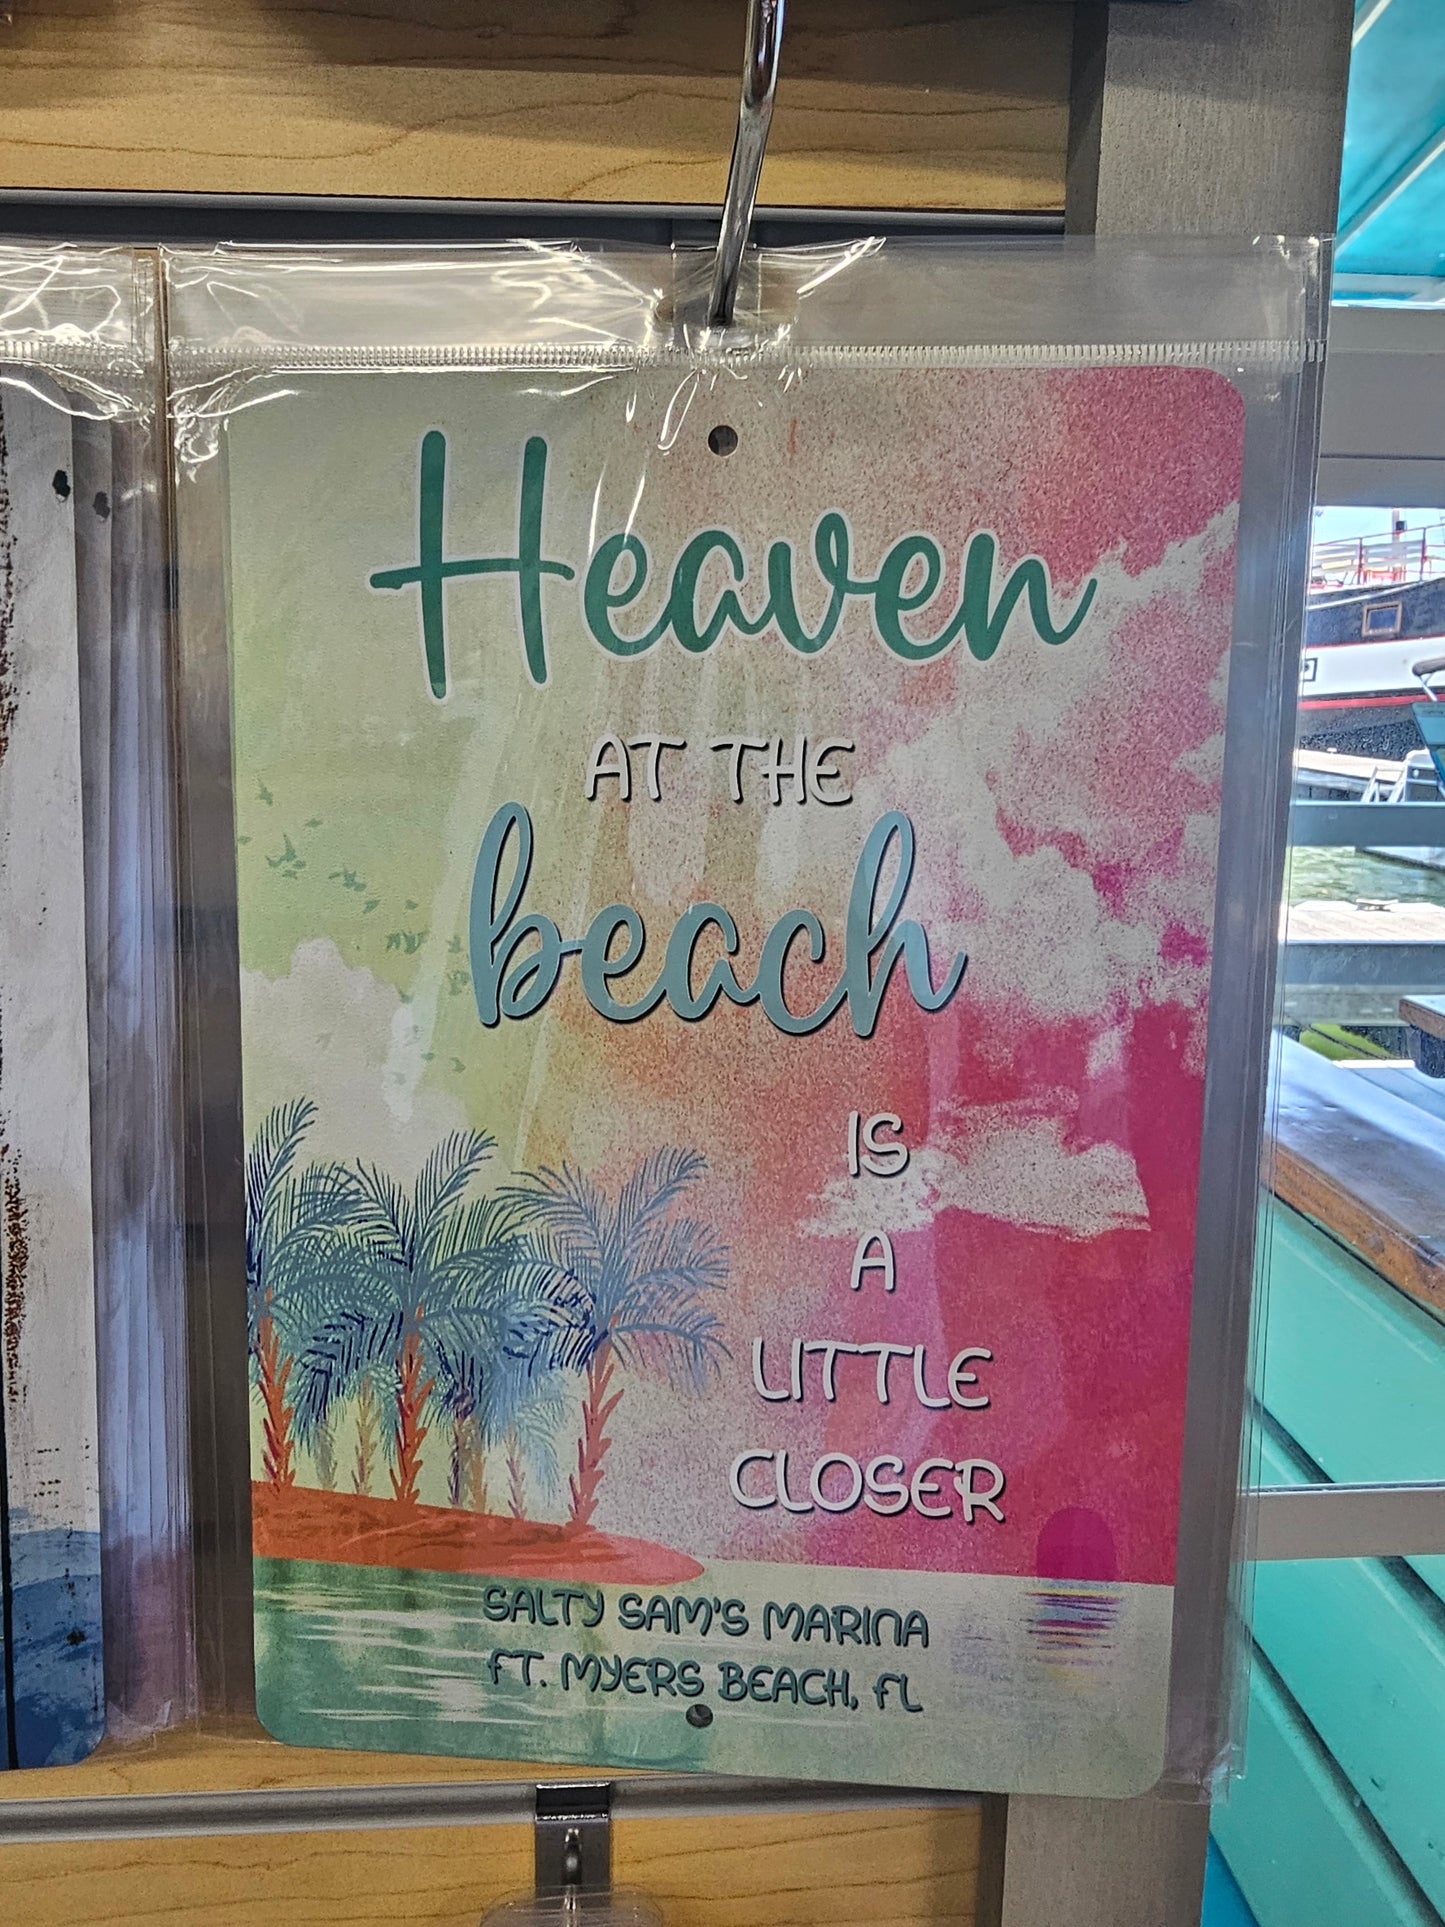 Heaven
AT THE
beach
IS
A
LITTLE
CLOSER
SALTY SAM'S MARINA
FT. MYERS BEACH, FL